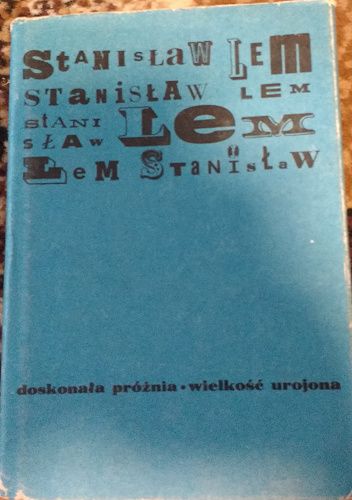 StaNisław LEM
STaNiSŁAW LEM
STANI LeM
SŁAW
LeM STaNisŁaW
doskonała próżnia • wielkość urojona